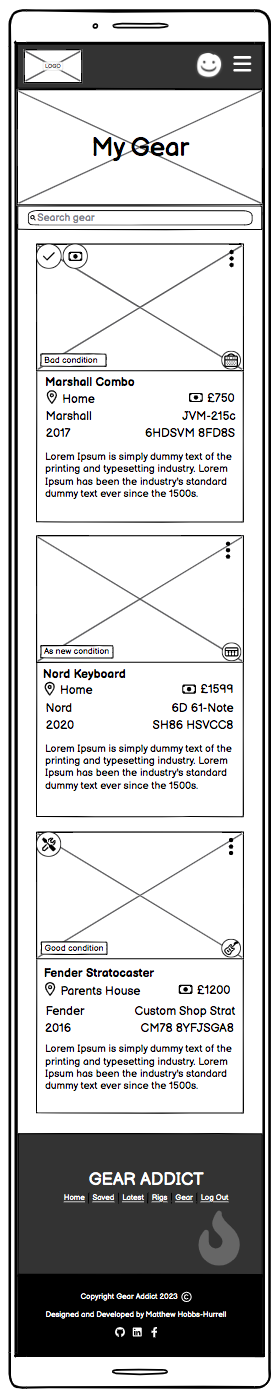 LOGO
My Gear
Search gear
Bad condition
Marshall Combo
Home £750
Marshall JVM-215c
2017 6HDSVM 8FD8S
Lorem Ipsum is simply dummy text of the
printing and typesetting industry. Lorem
Ipsum has been the industry's standard
dummy text ever since the 1500s.
As new condition
Nord Keyboard
Home £1599
Nord 6D 61-Note
2020 SH86 HSVCC8
Lorem Ipsum is simply dummy text of the
printing and typesetting industry. Lorem
Ipsum has been the industry's standard
dummy text ever since the 1500s.
Good condition
Fender Stratocaster
Parents House £1200
Fender Custom Shop Strat
2016 CM78 8YFJSGA8
Lorem Ipsum is simply dummy text of the
printing and typesetting industry. Lorem
Ipsum has been the industry's standard
dummy text ever since the 1500s.
GEAR ADDICT
Home | Saved | Latest | Rigs | Gear | Log Out
Copyright Gear Addict 2023 ©
Designed and Developed by Matthew Hobbs-Hurrell